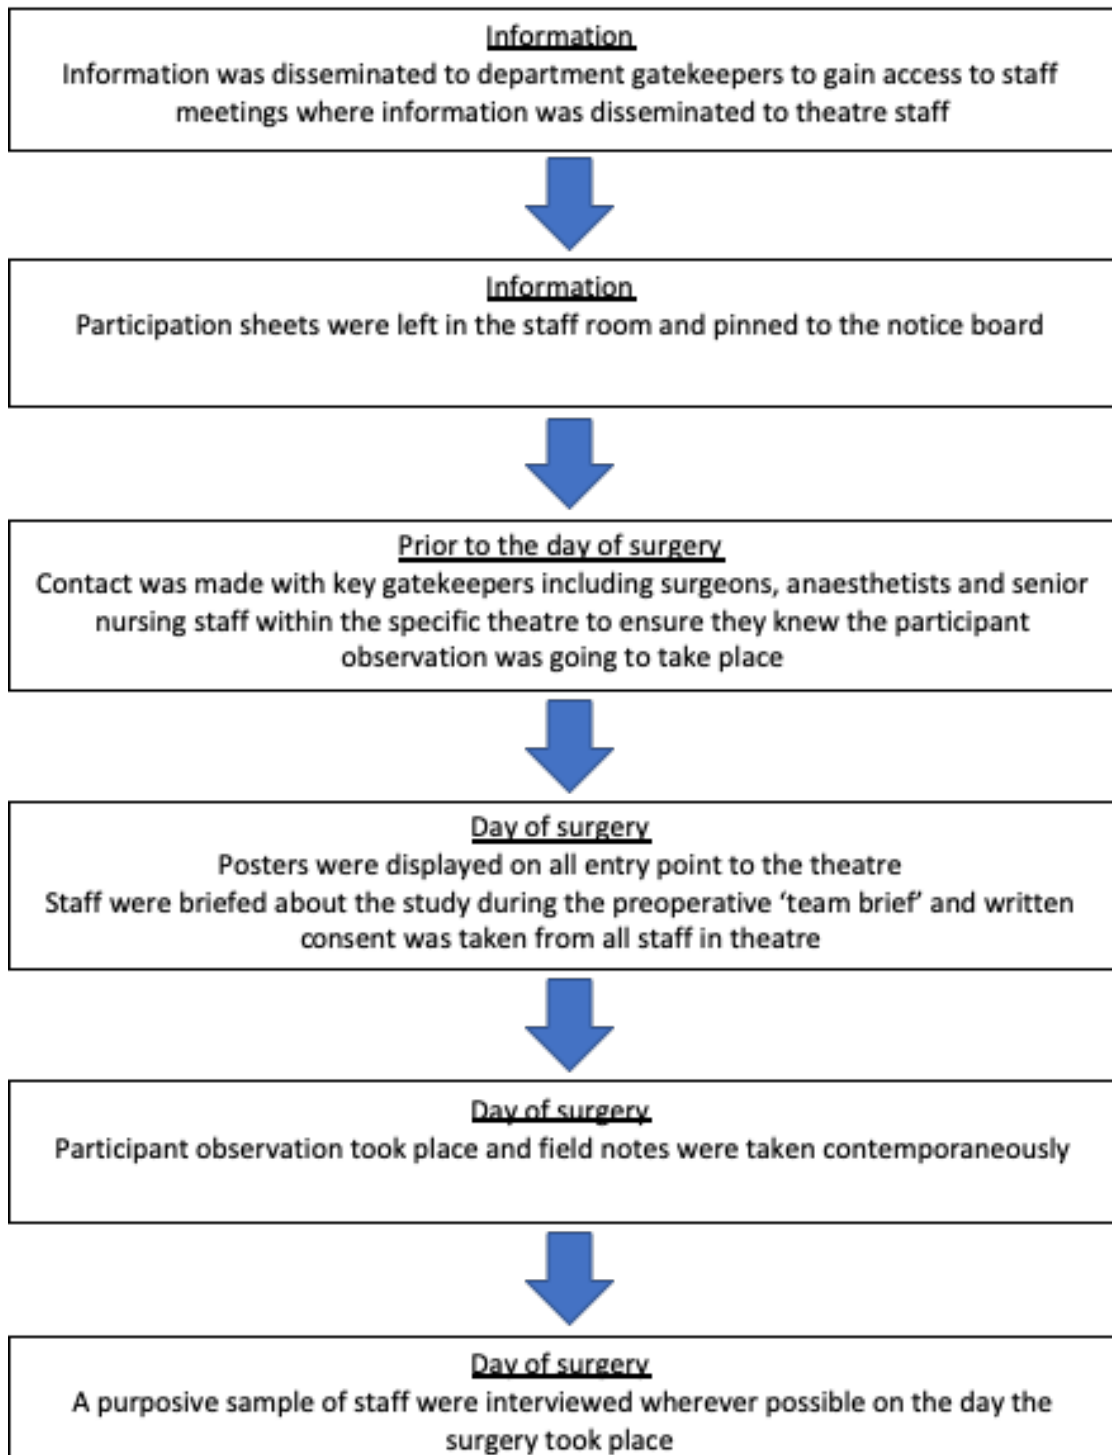 Information
Information was disseminated to department gatekeepers to gain access to staff
meetings where information was disseminated to theatre staff
Information
Participation sheets were left in the staff room and pinned to the notice board
Prior to the day of surgery
Contact was made with key gatekeepers including surgeons, anaesthetists and senior
nursing staff within the specific theatre to ensure they knew the participant
observation was going to take place
Day of surgery
Posters were displayed on all entry point to the theatre
Staff were briefed about the study during the preoperative ‘team brief’ and written
consent was taken from all staff in theatre
Day of surgery
Participant observation took place and field notes were taken contemporaneously
Day of surgery
A purposive sample of staff were interviewed wherever possible on the day the
surgery took place